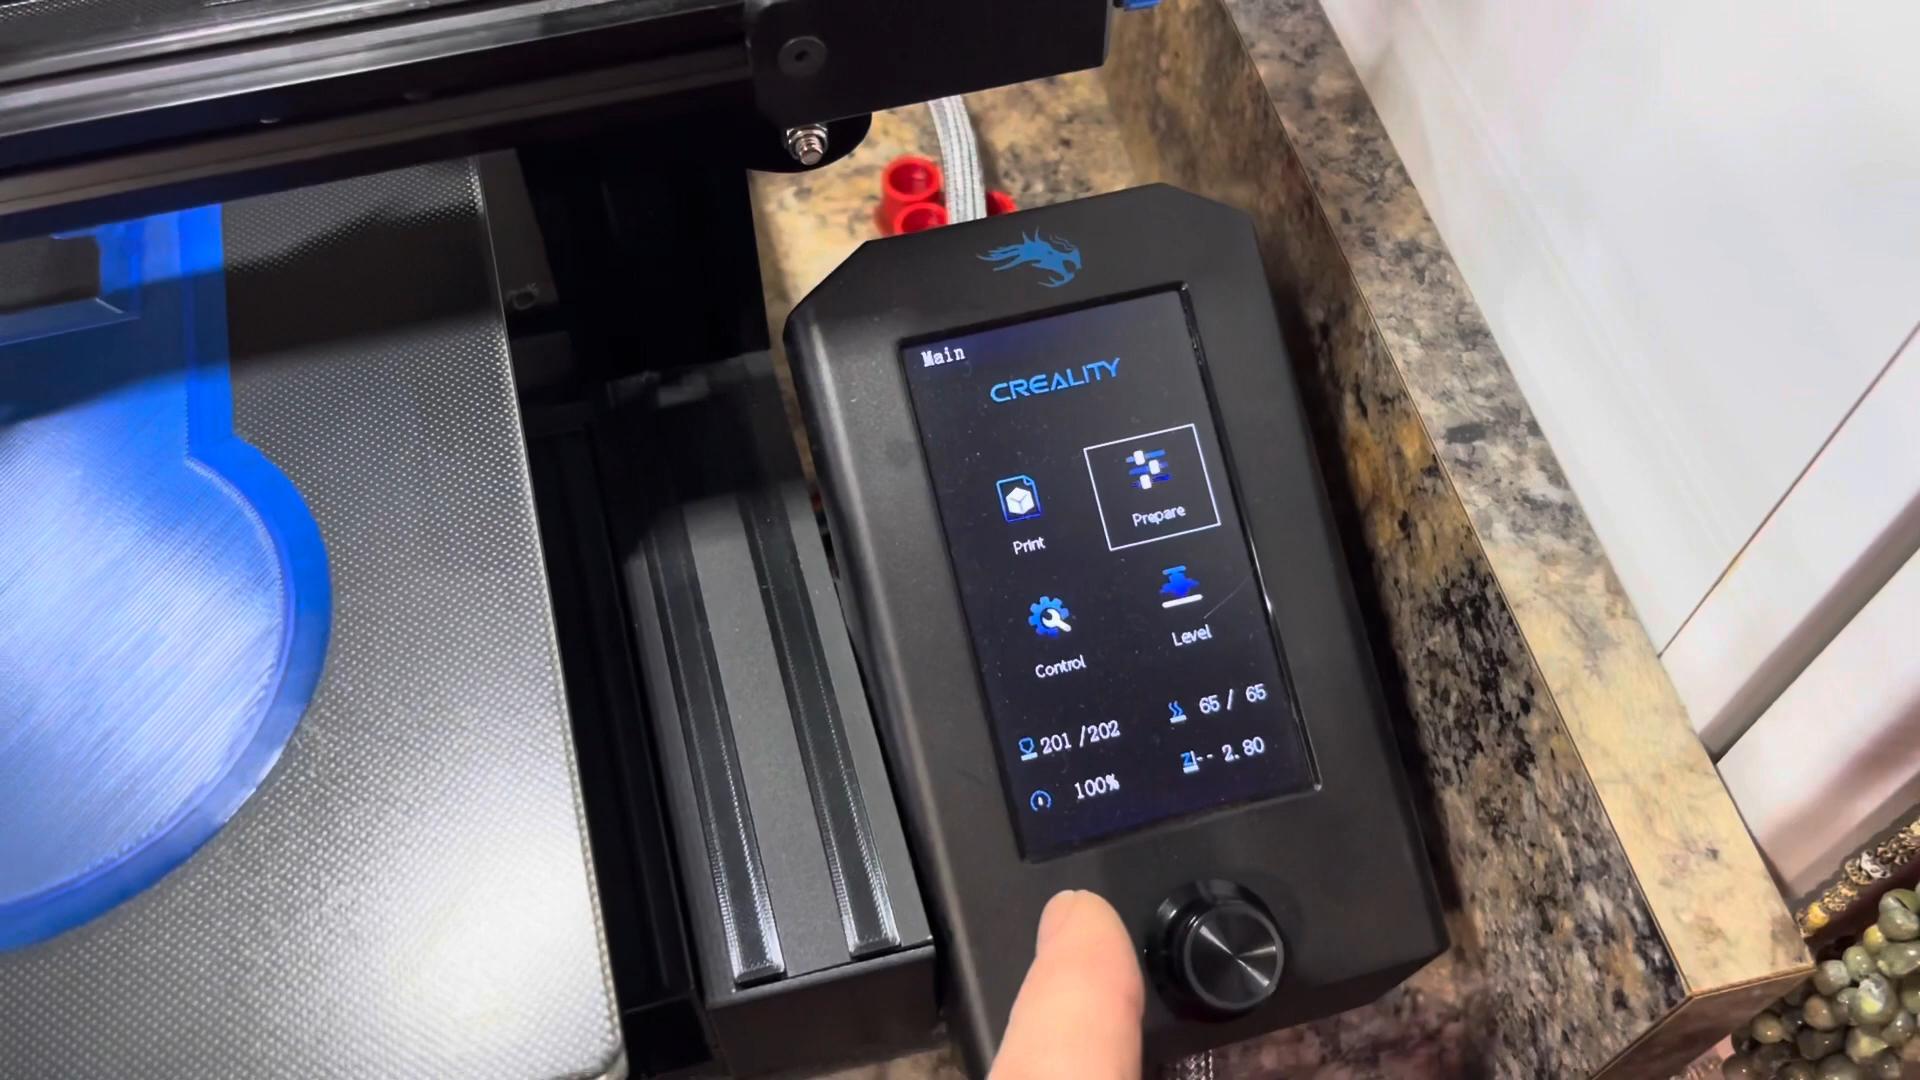 Main
CREALITY
Print
Prepare
Control
Level
201 /202
65 / 65
100%
Z -- 2.80